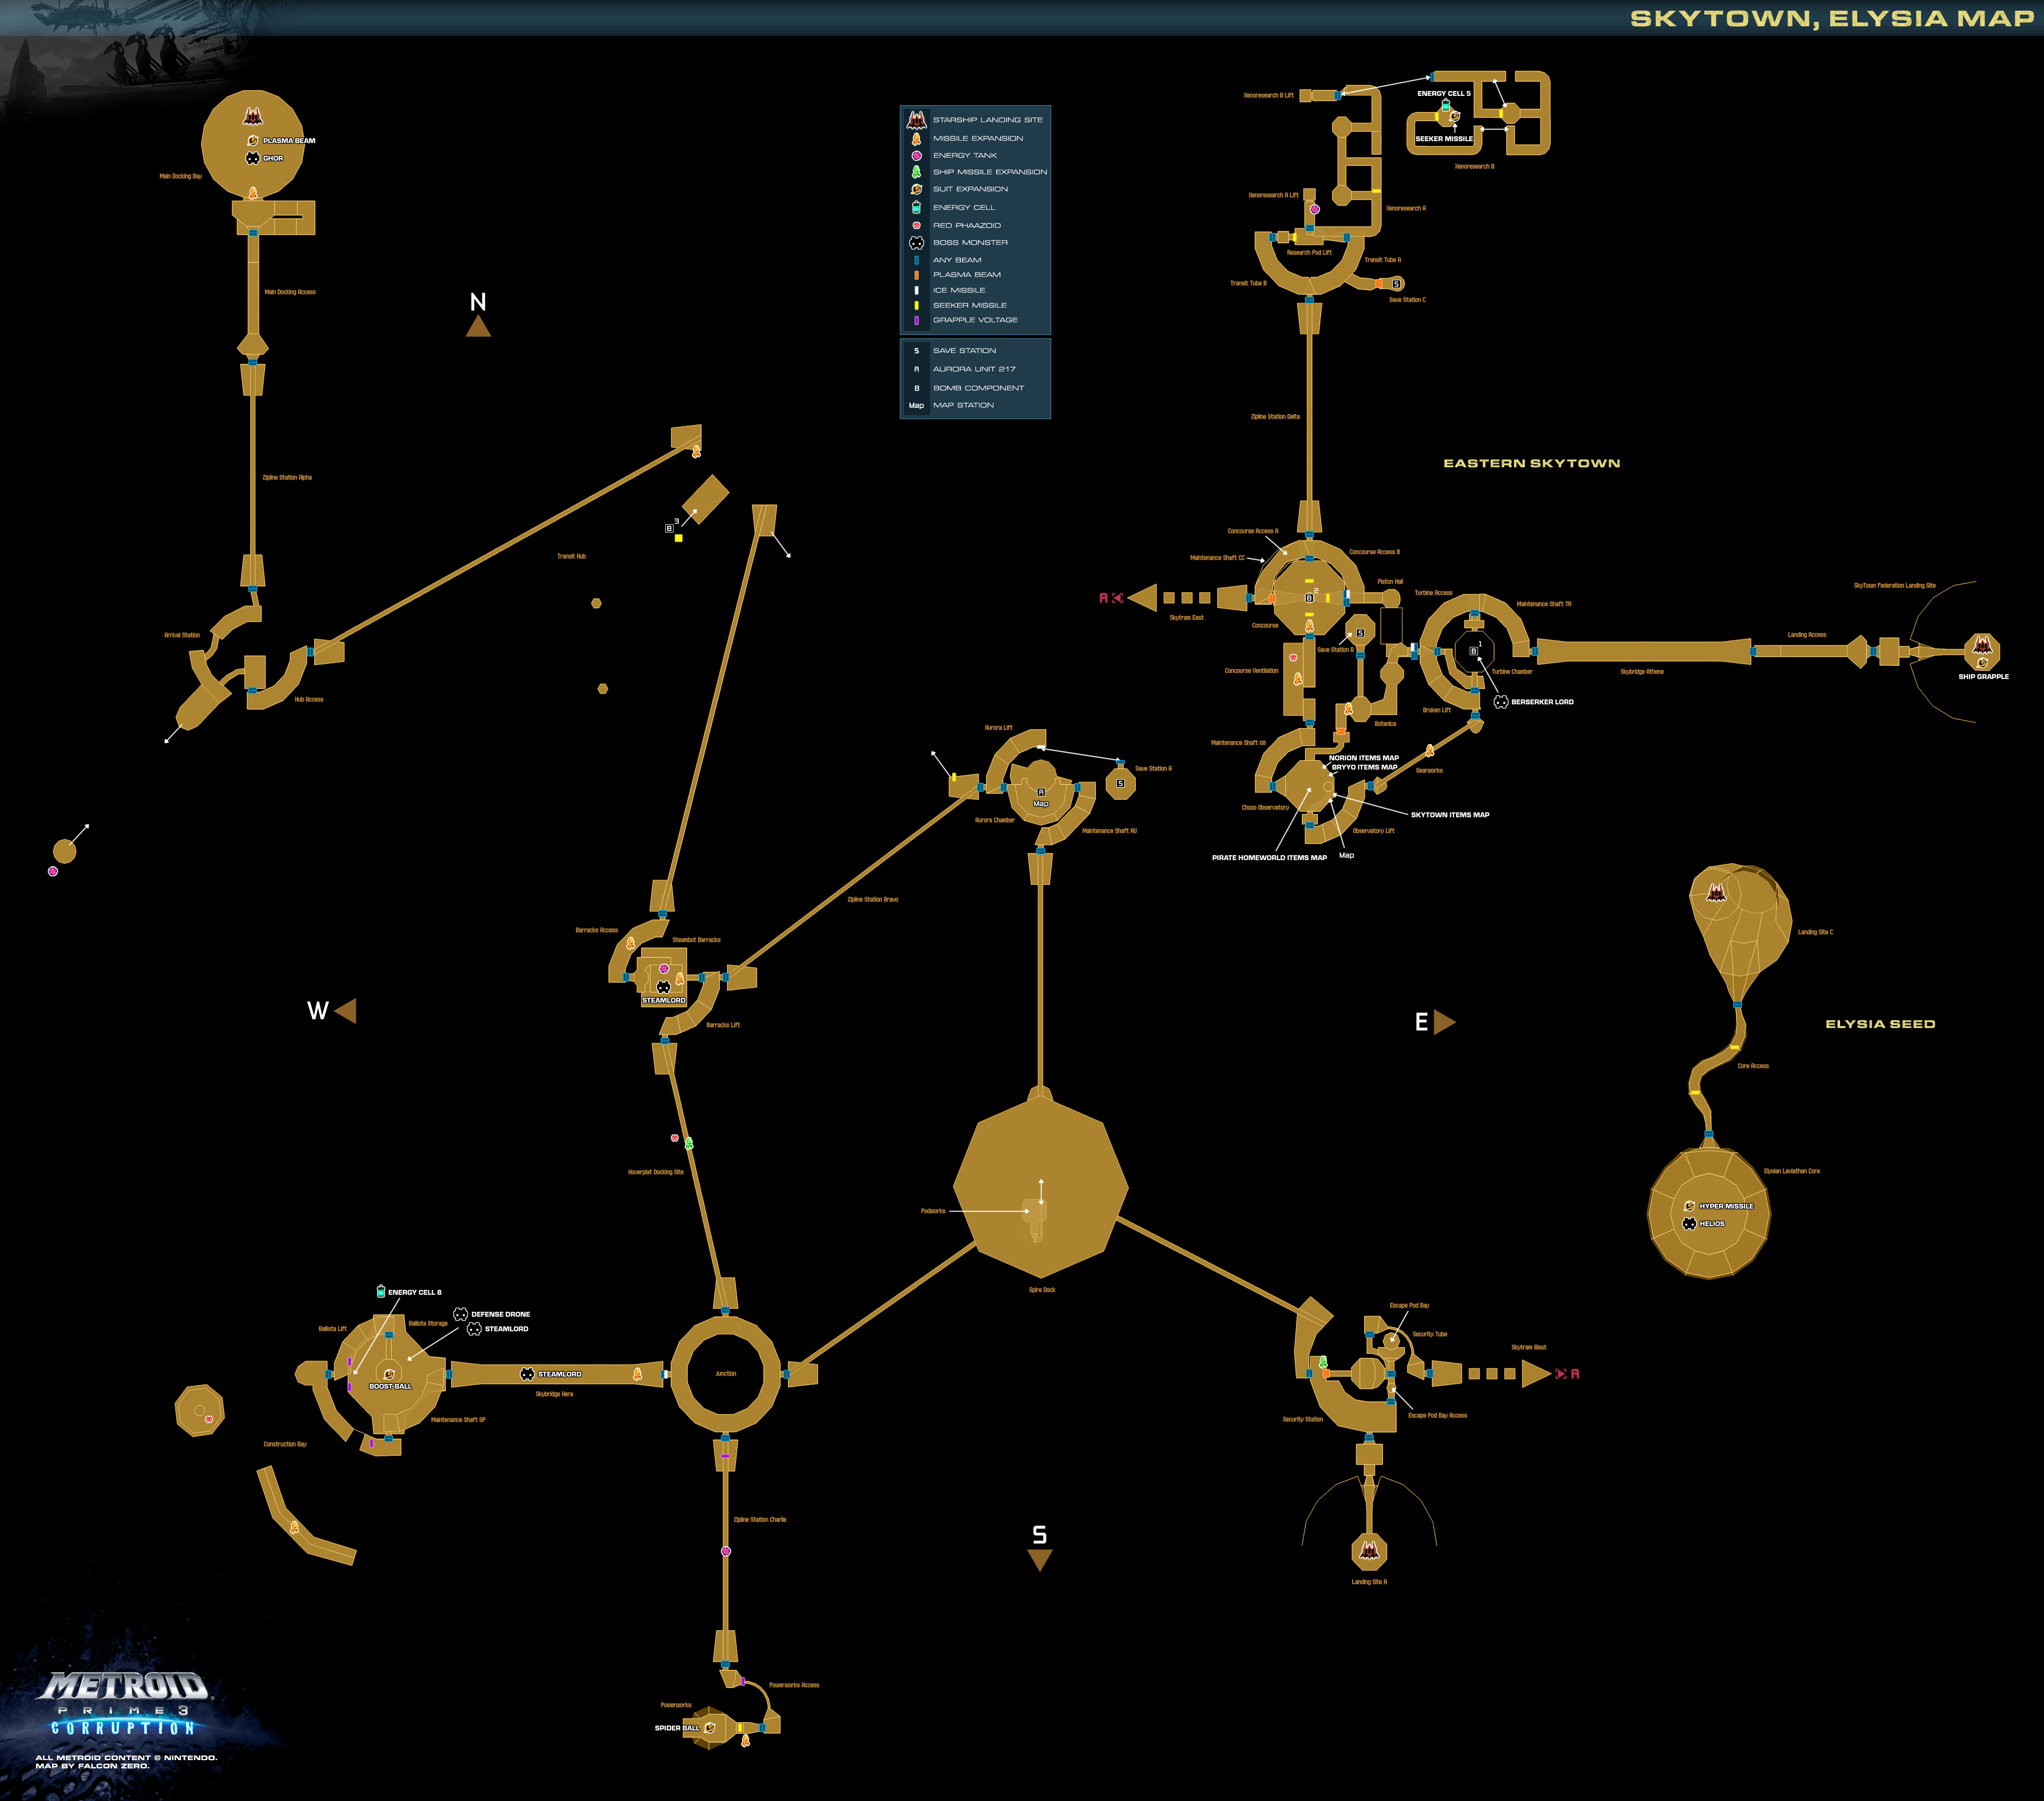 SKYTOWN, ELYSIA MAP
PLASMA BEAM
GHOR
Main Docking Bay
Main Docking Access
Zipline Station Alpha
Arrival Station
Hub Access
Transit Hub
N
STARSHIP LANDING SITE
MISSILE EXPANSION
ENERGY TANK
SHIP MISSILE EXPANSION
SUIT EXPANSION
ENERGY CELL
RED PHAAZOID
BOSS MONSTER
ANY BEAM
PLASMA BEAM
ICE MISSILE
SEEKER MISSILE
GRAPPLE VOLTAGE
S SAVE STATION
A AURORA UNIT 217
B BOMB COMPONENT
Map MAP STATION
Xenoresearch B Lift
ENERGY CELL 5
SEEKER MISSILE
Xenoresearch B
Xenoresearch A Lift
Xenoresearch A
Research Pod Lift
Transit Tube A
Transit Tube B
S
Save Station C
Zipline Station Delta
EASTERN SKYTOWN
B 3
Concourse Access A
Maintenance Shaft CC
Concourse Access B
Piston Hall
Turbine Access
Maintenance Shaft TA
SkyTown Federation Landing Site
A
Skytram East
B 2
Concourse
S
Save Station B
B 1
Turbine Chamber
Landing Access
Skybridge Athene
SHIP GRAPPLE
Concourse Ventilation
BERSERKER LORD
Broken Lift
Botanica
Maintenance Shaft OB
NORION ITEMS MAP
BRYYO ITEMS MAP
Gearworks
Chozo Observatory
SKYTOWN ITEMS MAP
Observatory Lift
PIRATE HOMEWORLD ITEMS MAP
Map
Aurora Lift
Save Station A
S
A
Map
Aurora Chamber
Maintenance Shaft AU
Zipline Station Bravo
Barracks Access
Steambot Barracks
STEAMLORD
Barracks Lift
W
E
Landing Site C
ELYSIA SEED
Core Access
Elysian Leviathan Core
HYPER MISSILE
HELIOS
Hoverplat Docking Site
Podworks
Spire Dock
ENERGY CELL 8
DEFENSE DRONE
STEAMLORD
Ballista Lift
Ballista Storage
BOOST BALL
STEAMLORD
Skybridge Hera
Junction
Maintenance Shaft GP
Construction Bay
Escape Pod Bay
Security Tube
Skytram West
A
Security Station
Escape Pod Bay Access
Landing Site A
Zipline Station Charlie
S
Powerworks Access
Powerworks
SPIDER BALL
METROID
PRIME 3
CORRUPTION
ALL METROID CONTENT © NINTENDO.
MAP BY FALCON ZERO.